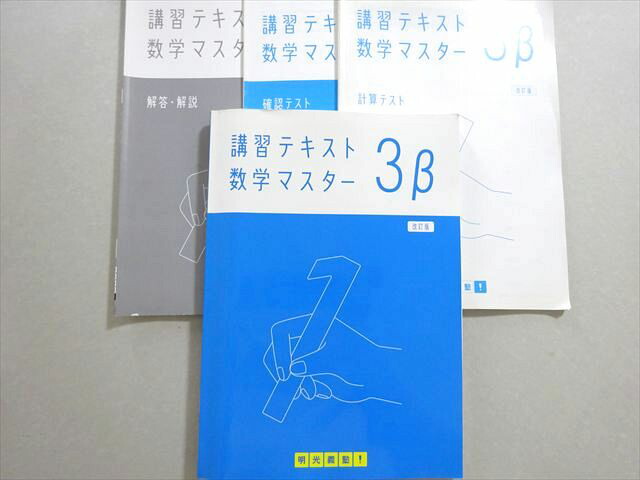 講習テキスト
数学マスタ
解答・解説
講習テキス
数学マス
確認テスト
講習テキスト
数学マスター 3β
改訂版
計算テスト
塾!
講習テキスト
数学マスター 3β
改訂版
明光義塾!